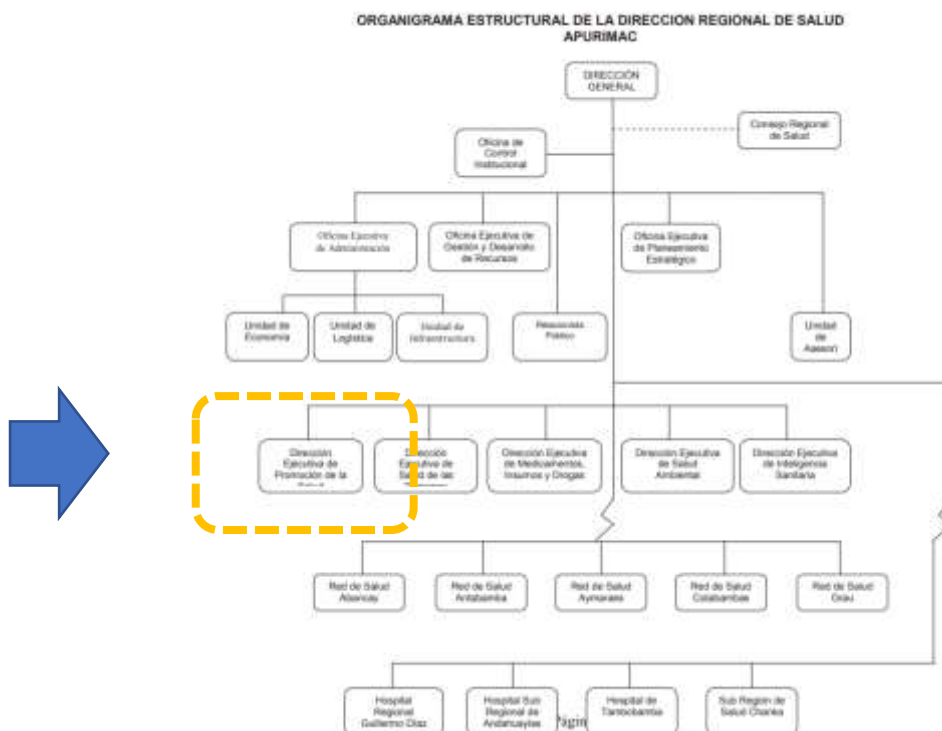 ORGANIGRAMA ESTRUCTURAL DE LA DIRECCION REGIONAL DE SALUD
APURIMAC
DIRECCIÓN
GENERAL
Consejo Regional
de Salud
Oficina de
Control
Institucional
Oficina Ejecutiva
de Administración
Oficina Ejecutiva de
Gestión y Desarrollo
de Recursos
Oficina Ejecutiva
de Planeamiento
Estratégico
Unidad de
Economía
Unidad de
Logística
Unidad de
Infraestructura
Público
Unidad
de
Asesorí
Dirección
Ejecutiva de
Promoción de la
Salud
Dirección
Ejecutiva de
Salud de las
Dirección Ejecutiva
de Medicamentos,
Insumos y Drogas
Dirección Ejecutiva
de Salud
Ambiental
Dirección Ejecutiva
de Inteligencia
Sanitaria
Red de Salud
Abancay
Red de Salud
Antabamba
Red de Salud
Aymaraes
Red de Salud
Cotabambas
Red de Salud
Grau
Hospital
Regional
Guillermo Díaz
Hospital Sub
Regional de
Andahuaylas
Págin
Hospital de
Tambobamba
Sub Región de
Salud Chanka